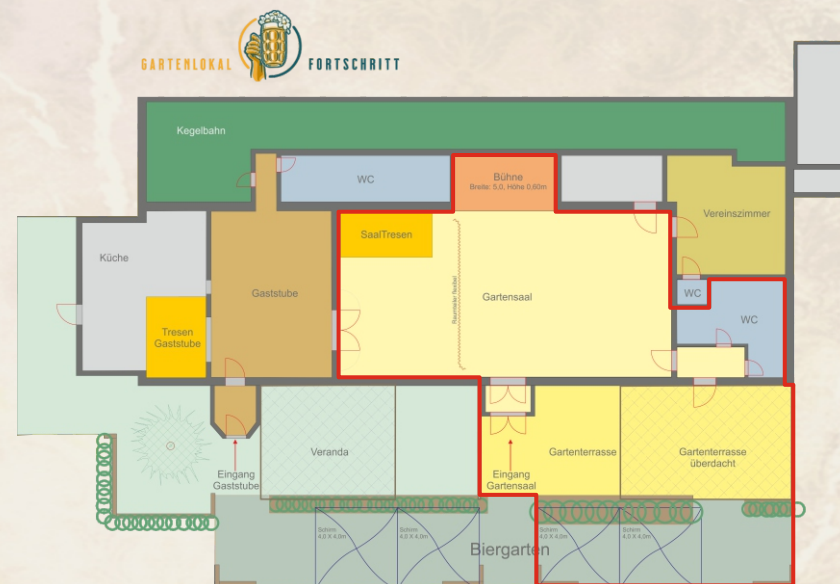 GARTENLOKAL FORTSCHRITT
Kegelbahn
WC
Bühne
Breite: 5,0, Höhe 0,60m
Vereinszimmer
Küche
SaalTresen
Gaststube
Raumteiler flexibel
Gartensaal
WC
WC
Tresen
Gaststube
Veranda
Gartenterrasse
Gartenterrasse
überdacht
Eingang
Gaststube
Eingang
Gartensaal
Schirm
4,0 X 4,0m
Schirm
4,0 X 4,0m
Schirm
4,0 X 4,0m
Schirm
4,0 X 4,0m
Biergarten